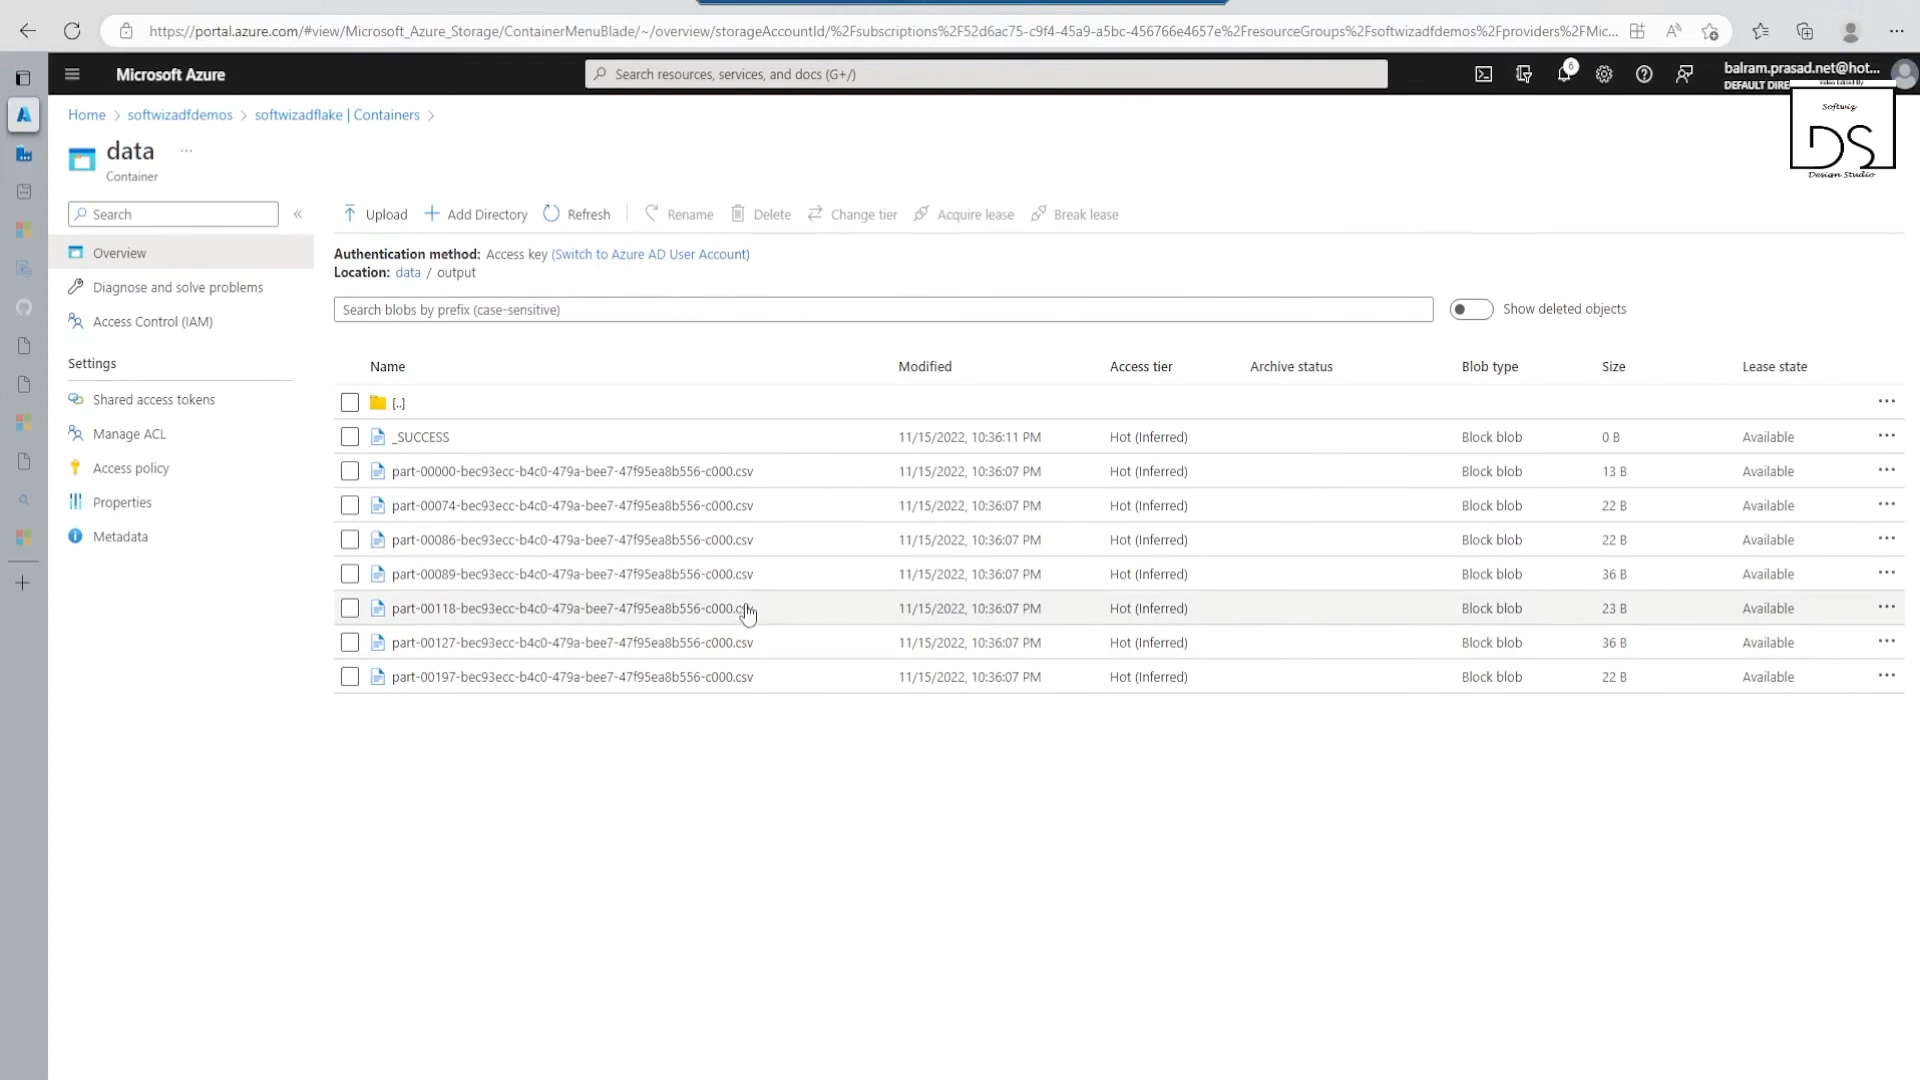 https://portal.azure.com/#view/Microsoft_Azure_Storage/ContainerMenuBlade/~/overview/storageAccountId/%2Fsubscriptions%2F52d6ac75-c9f4-45a9-a5bc-456766e4657e%2FresourceGroups%2Fsoftwizadfdemos%2Fproviders%2FMic...
Microsoft Azure
Search resources, services, and docs (G+/)
6
balram.prasad.net@hot...
DEFAULT DIRE
Video Edited By
Softwiz
DS
Design Studio
Home > softwizadfdemos > softwizadflake | Containers >
data ...
Container
Search «
Overview
Diagnose and solve problems
Access Control (IAM)
Settings
Shared access tokens
Manage ACL
Access policy
Properties
Metadata
Upload Add Directory Refresh Rename Delete Change tier Acquire lease Break lease
Authentication method: Access key (Switch to Azure AD User Account)
Location: data / output
Search blobs by prefix (case-sensitive) Show deleted objects
Name Modified Access tier Archive status Blob type Size Lease state
[..] ...
_SUCCESS 11/15/2022, 10:36:11 PM Hot (Inferred) Block blob 0 B Available ...
part-00000-bec93ecc-b4c0-479a-bee7-47f95ea8b556-c000.csv 11/15/2022, 10:36:07 PM Hot (Inferred) Block blob 13 B Available ...
part-00074-bec93ecc-b4c0-479a-bee7-47f95ea8b556-c000.csv 11/15/2022, 10:36:07 PM Hot (Inferred) Block blob 22 B Available ...
part-00086-bec93ecc-b4c0-479a-bee7-47f95ea8b556-c000.csv 11/15/2022, 10:36:07 PM Hot (Inferred) Block blob 22 B Available ...
part-00089-bec93ecc-b4c0-479a-bee7-47f95ea8b556-c000.csv 11/15/2022, 10:36:07 PM Hot (Inferred) Block blob 36 B Available ...
part-00118-bec93ecc-b4c0-479a-bee7-47f95ea8b556-c000.csv 11/15/2022, 10:36:07 PM Hot (Inferred) Block blob 23 B Available ...
part-00127-bec93ecc-b4c0-479a-bee7-47f95ea8b556-c000.csv 11/15/2022, 10:36:07 PM Hot (Inferred) Block blob 36 B Available ...
part-00197-bec93ecc-b4c0-479a-bee7-47f95ea8b556-c000.csv 11/15/2022, 10:36:07 PM Hot (Inferred) Block blob 22 B Available ...